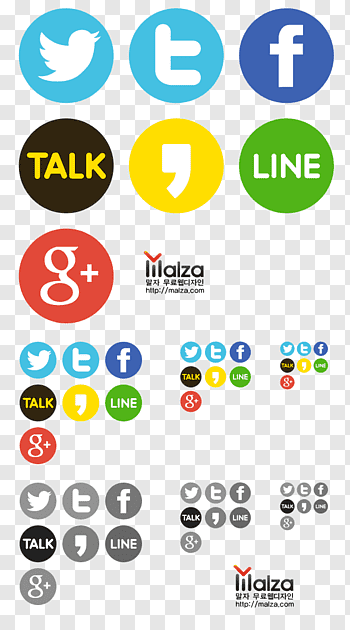 t f
TALK , LINE
g+ Malza
말자 무료웹디자인
http://malza.com
t f t f t f
TALK , LINE TALK , LINE TALK , LINE
g+ g+ g+
t f t f t f
TALK , LINE TALK , LINE TALK , LINE
g+ g+ g+
Malza
말자 무료웹디자인
http://malza.com